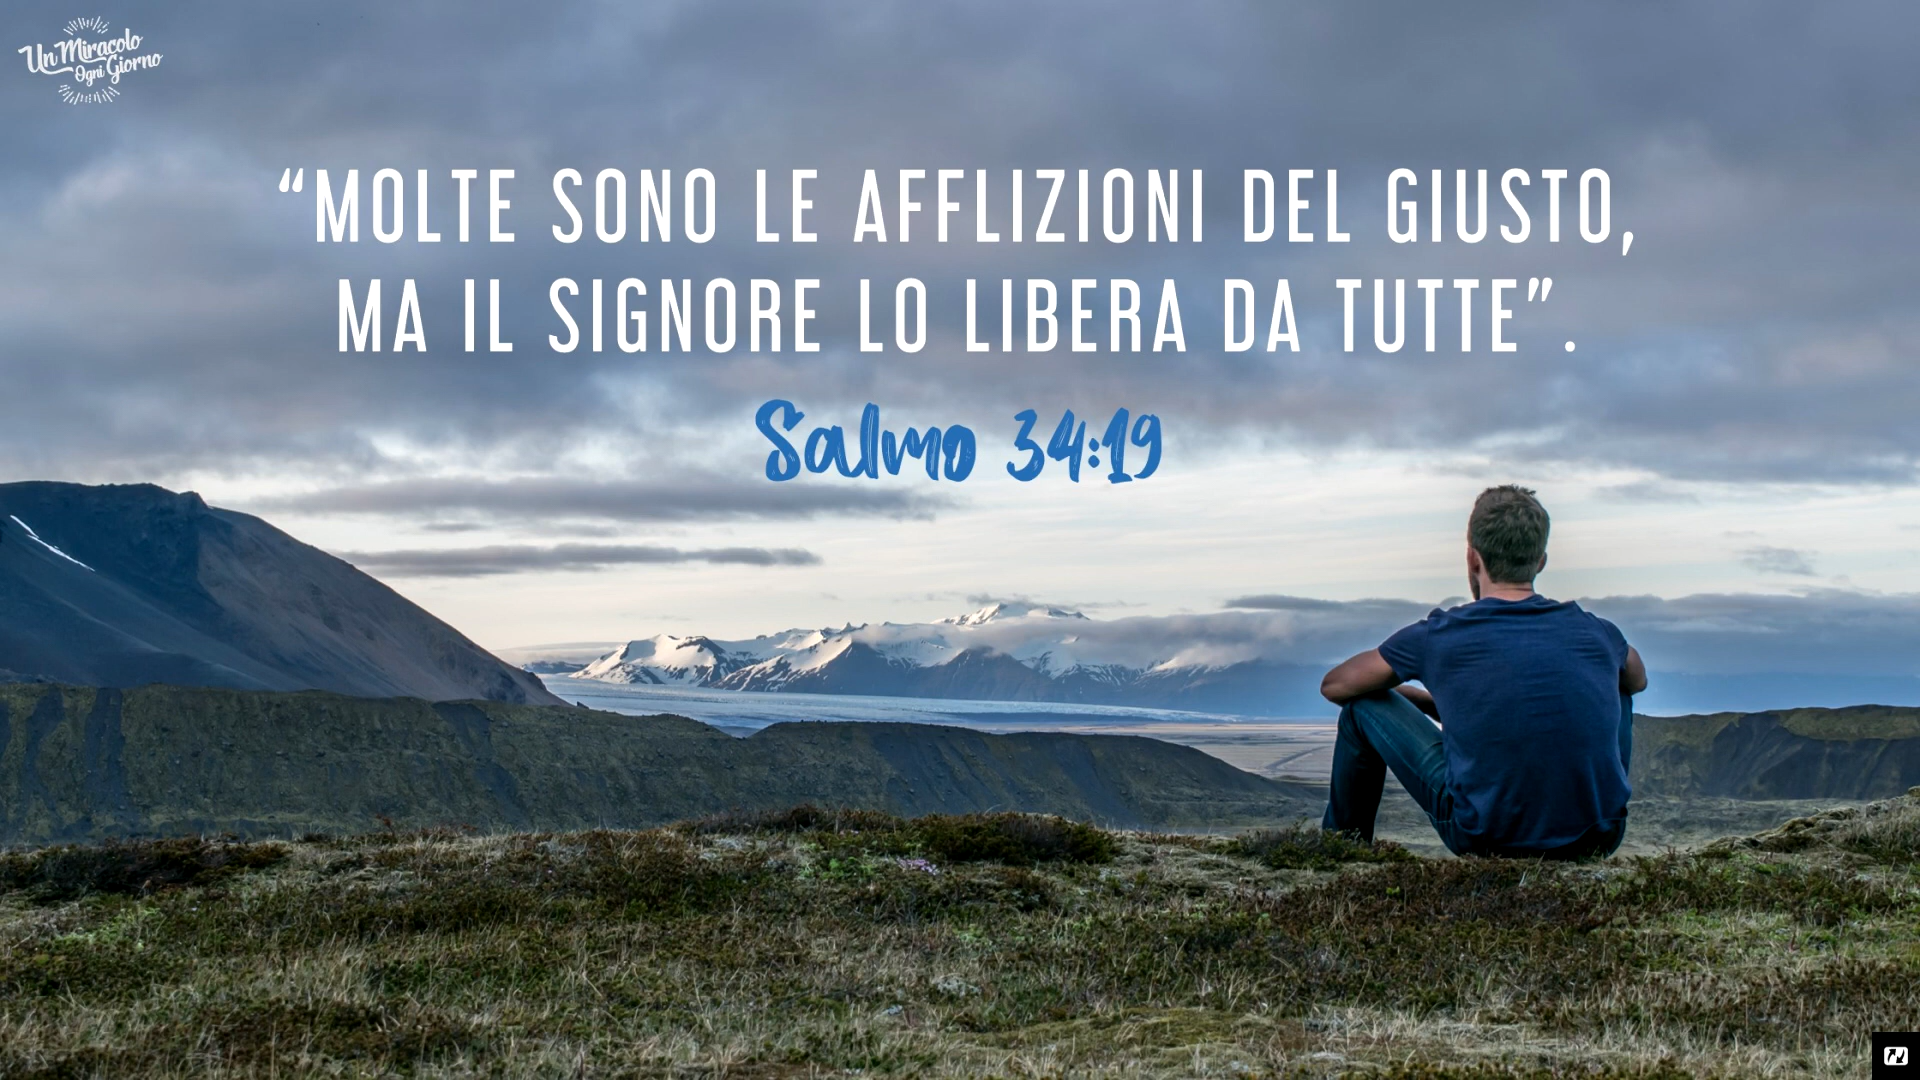 Un Miracolo
Ogni Giorno
“MOLTE SONO LE AFFLIZIONI DEL GIUSTO,
MA IL SIGNORE LO LIBERA DA TUTTE”.
Salmo 34:19